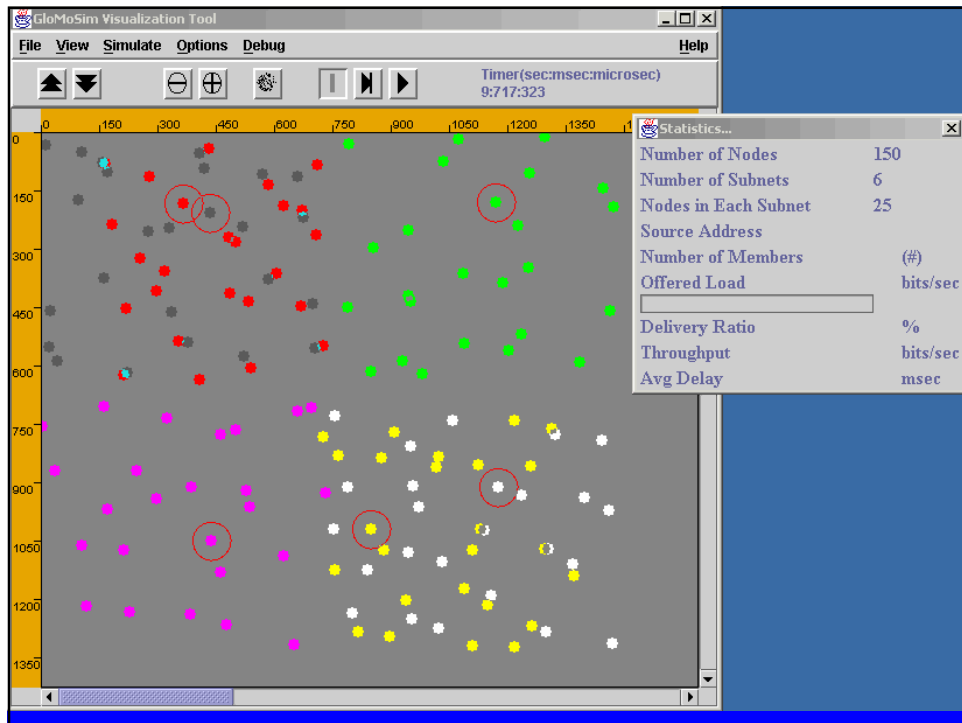 GloMoSim Visualization Tool
File View Simulate Options Debug Help
Timer(sec:msec:microsec)
9:717:323
0 150 300 450 600 750 900 1050 1200 1350
0
150
300
450
600
750
900
1050
1200
1350
Statistics...
Number of Nodes 150
Number of Subnets 6
Nodes in Each Subnet 25
Source Address
Number of Members (#)
Offered Load bits/sec
Delivery Ratio %
Throughput bits/sec
Avg Delay msec